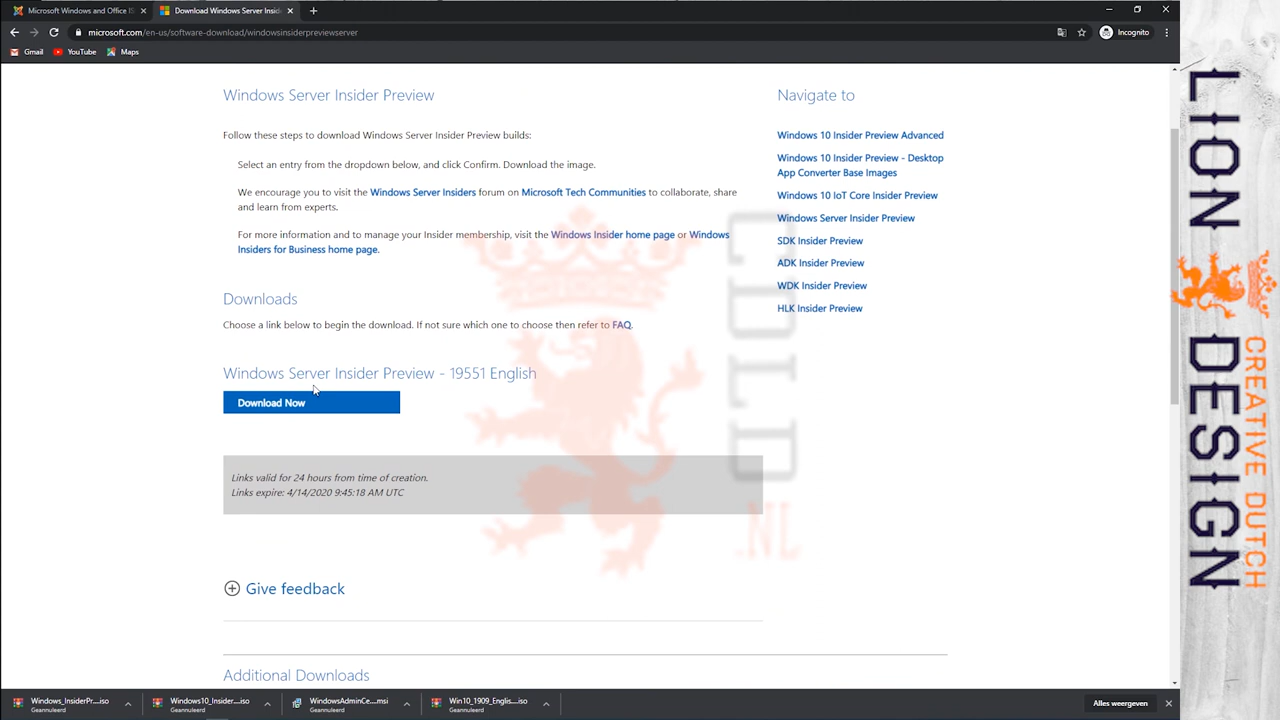 Microsoft Windows and Office IS
Download Windows Server Insid
microsoft.com/en-us/software-download/windowsinsiderpreviewserver
Incognito
Gmail
YouTube
Maps
Windows Server Insider Preview
Follow these steps to download Windows Server Insider Preview builds:
Select an entry from the dropdown below, and click Confirm. Download the image.
We encourage you to visit the Windows Server Insiders forum on Microsoft Tech Communities to collaborate, share
and learn from experts.
For more information and to manage your Insider membership, visit the Windows Insider home page or Windows
Insiders for Business home page.
Downloads
Choose a link below to begin the download. If not sure which one to choose then refer to FAQ.
Windows Server Insider Preview - 19551 English
Download Now
Links valid for 24 hours from time of creation.
Links expire: 4/14/2020 9:45:18 AM UTC
Give feedback
Additional Downloads
Navigate to
Windows 10 Insider Preview Advanced
Windows 10 Insider Preview - Desktop
App Converter Base Images
Windows 10 IoT Core Insider Preview
Windows Server Insider Preview
SDK Insider Preview
ADK Insider Preview
WDK Insider Preview
HLK Insider Preview
LCDLD
.NL
Windows_InsiderPr....iso
Geannuleerd
Windows10_Insider....iso
Geannuleerd
WindowsAdminCe....msi
Geannuleerd
Win10_1909_Englis....iso
Geannuleerd
Alles weergeven
LION DESIGN
CREATIVE DUTCH